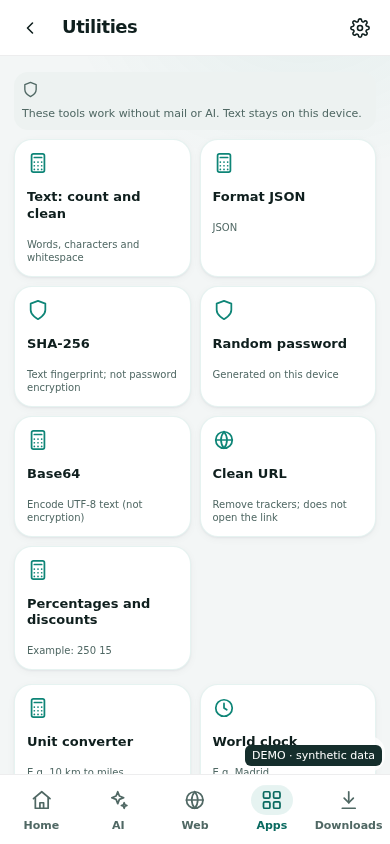 Utilities
These tools work without mail or AI. Text stays on this device.
Text: count and
clean
Words, characters and
whitespace
Format JSON
JSON
SHA-256
Text fingerprint; not password
encryption
Random password
Generated on this device
Base64
Encode UTF-8 text (not
encryption)
Clean URL
Remove trackers; does not
open the link
Percentages and
discounts
Example: 250 15
Unit converter
E.g. 10 km to miles
World clock
E.g. Madrid
DEMO · synthetic data
Home
AI
Web
Apps
Downloads